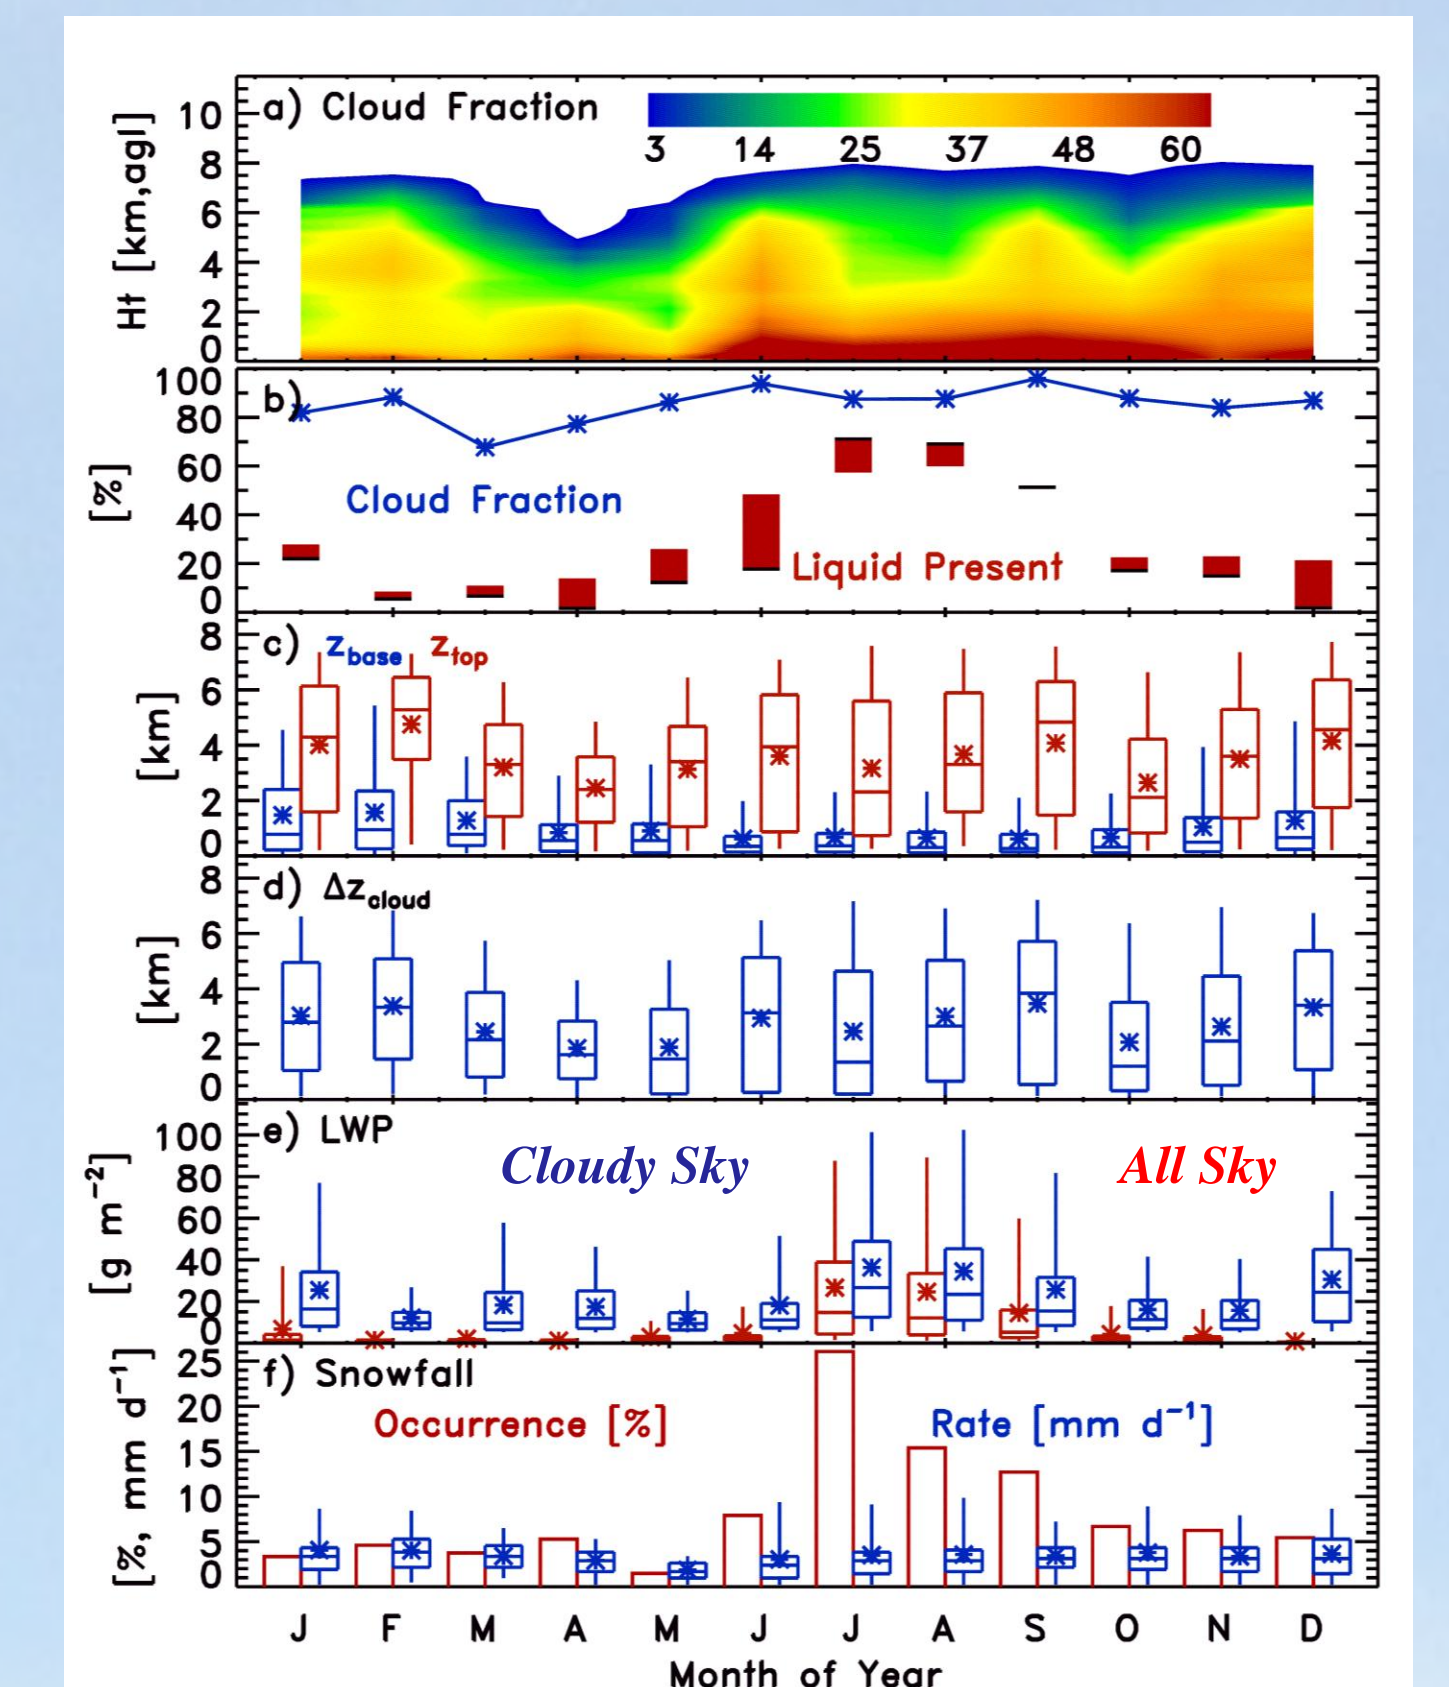 a) Cloud Fraction
3 14 25 37 48 60
Ht [km,agl]
10
8
6
4
2
0
b)
[%]
100
80
60
40
20
0
Cloud Fraction
Liquid Present
c) zbase ztop
[km]
8
6
4
2
0
d) Δzcloud
[km]
8
6
4
2
0
e) LWP
Cloudy Sky All Sky
[g m⁻²]
100
80
60
40
20
0
f) Snowfall
Occurrence [%] Rate [mm d⁻¹]
[%, mm d⁻¹]
25
20
15
10
5
0
J F M A M J J A S O N D
Month of Year